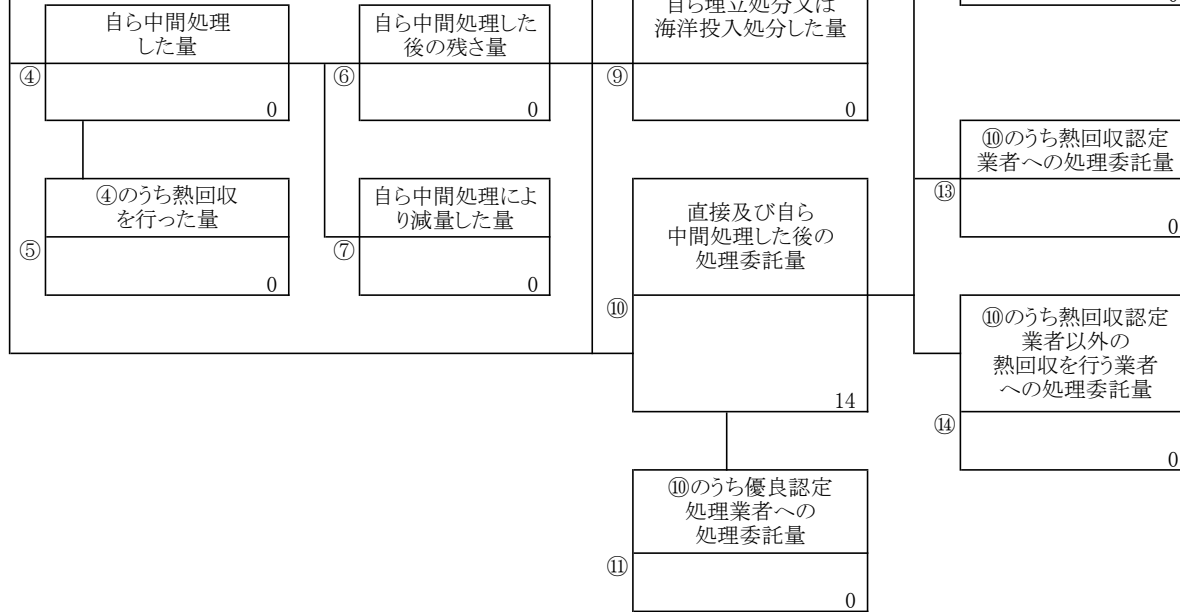 自ら中間処理
した量
④
0
自ら中間処理した
後の残さ量
⑥
0
自ら埋立処分又は
海洋投入処分した量
⑨
0
④のうち熱回収
を行った量
⑤
0
自ら中間処理によ
り減量した量
⑦
0
直接及び自ら
中間処理した後の
処理委託量
⑩
14
⑩のうち熱回収認定
業者への処理委託量
⑬
0
⑩のうち熱回収認定
業者以外の
熱回収を行う業者
への処理委託量
⑭
0
⑩のうち優良認定
処理業者への
処理委託量
⑪
0